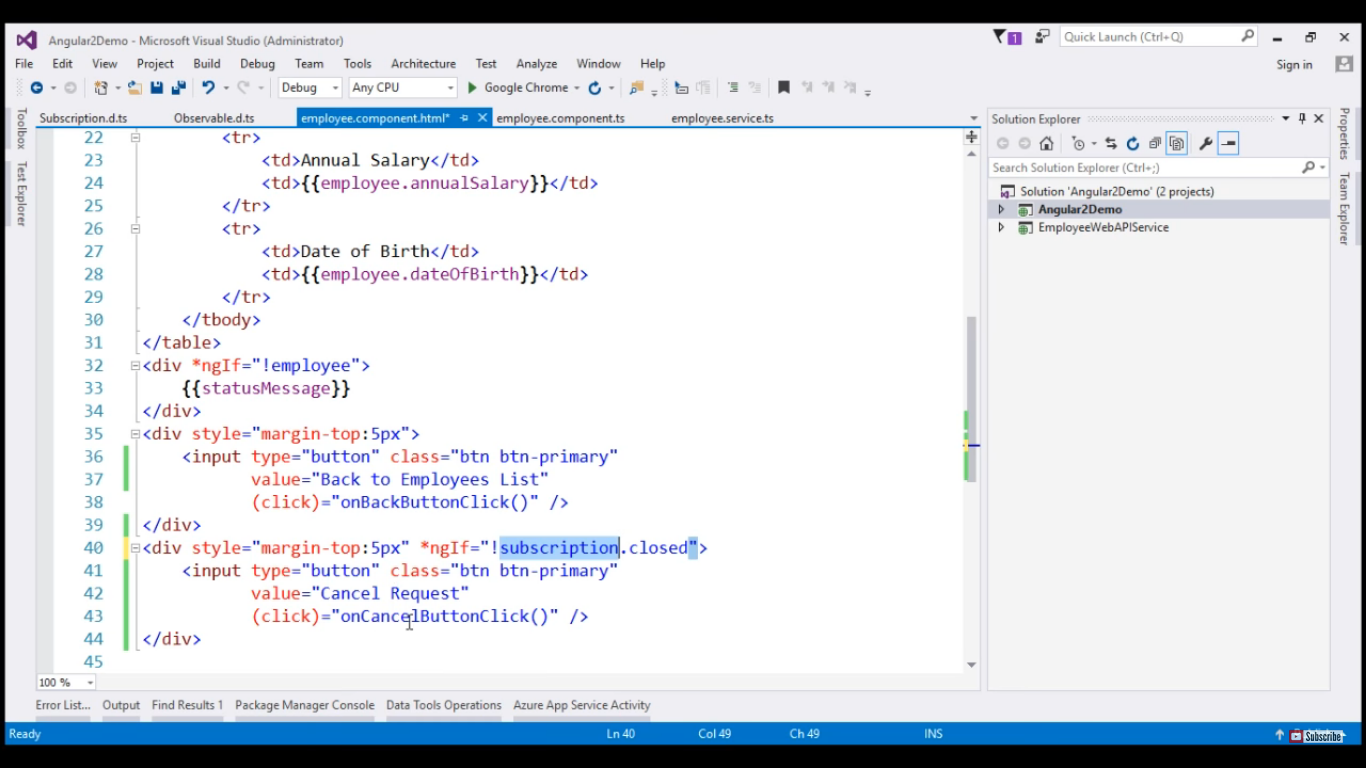 Angular2Demo - Microsoft Visual Studio (Administrator)
1
Quick Launch (Ctrl+Q)
File Edit View Project Build Debug Team Tools Architecture Test Analyze Window Help
Sign in
Debug Any CPU Google Chrome
Toolbox
Test Explorer
Subscription.d.ts Observable.d.ts employee.component.html* employee.component.ts employee.service.ts
22 <tr>
23 <td>Annual Salary</td>
24 <td>{{employee.annualSalary}}</td>
25 </tr>
26 <tr>
27 <td>Date of Birth</td>
28 <td>{{employee.dateOfBirth}}</td>
29 </tr>
30 </tbody>
31 </table>
32 <div *ngIf="!employee">
33 {{statusMessage}}
34 </div>
35 <div style="margin-top:5px">
36 <input type="button" class="btn btn-primary"
37 value="Back to Employees List"
38 (click)="onBackButtonClick()" />
39 </div>
40 <div style="margin-top:5px" *ngIf="!subscription.closed">
41 <input type="button" class="btn btn-primary"
42 value="Cancel Request"
43 (click)="onCancelButtonClick()" />
44 </div>
45
100 %
Solution Explorer
Search Solution Explorer (Ctrl+;)
Solution 'Angular2Demo' (2 projects)
Angular2Demo
EmployeeWebAPIService
Properties
Team Explorer
Error List... Output Find Results 1 Package Manager Console Data Tools Operations Azure App Service Activity
Ready Ln 40 Col 49 Ch 49 INS
Subscribe